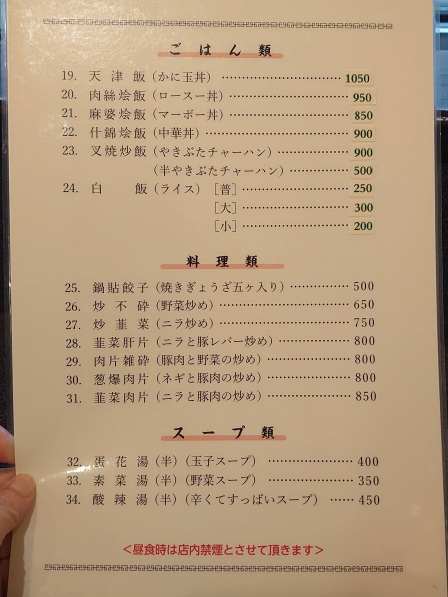 ごはん類
19. 天津飯（かに玉丼）…………………1050
20. 肉絲烩飯（ロースー丼）…………………950
21. 麻婆烩飯（マーボー丼）…………………850
22. 什錦烩飯（中華丼）…………………900
23. 叉焼炒飯（やきぶたチャーハン）…………900
（半やきぶたチャーハン）…………500
24. 白飯（ライス）［普］…………………250
［大］…………………300
［小］…………………200
料理類
25. 鍋貼餃子（焼きぎょうざ五ヶ入り）…………500
26. 炒不砕（野菜炒め）…………………650
27. 炒韮菜（ニラ炒め）…………………750
28. 韮菜肝片（ニラと豚レバー炒め）…………800
29. 肉片雑砕（豚肉と野菜の炒め）…………800
30. 葱爆肉片（ネギと豚肉の炒め）…………800
31. 韮菜肉片（ニラと豚肉の炒め）…………850
スープ類
32. 蛋花湯（半）（玉子スープ）…………400
33. 素菜湯（半）（野菜スープ）…………350
34. 酸辣湯（半）（辛くてすっぱいスープ）……450
＜昼食時は店内禁煙とさせて頂きます＞